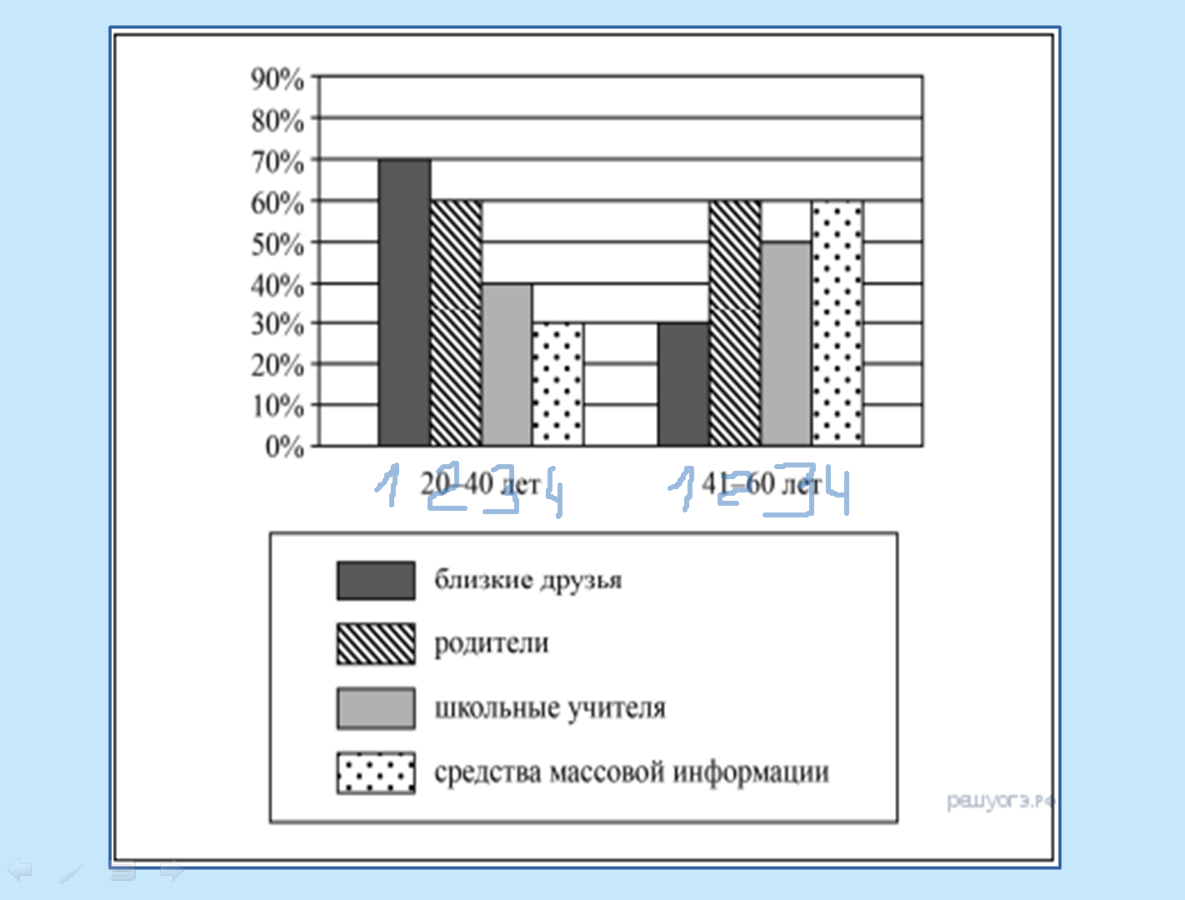 90%
80%
70%
60%
50%
40%
30%
20%
10%
0%
20–40 лет 41–60 лет
1 2 3 4 1 2 3 4
близкие друзья
родители
школьные учителя
средства массовой информации
решуогэ.рф